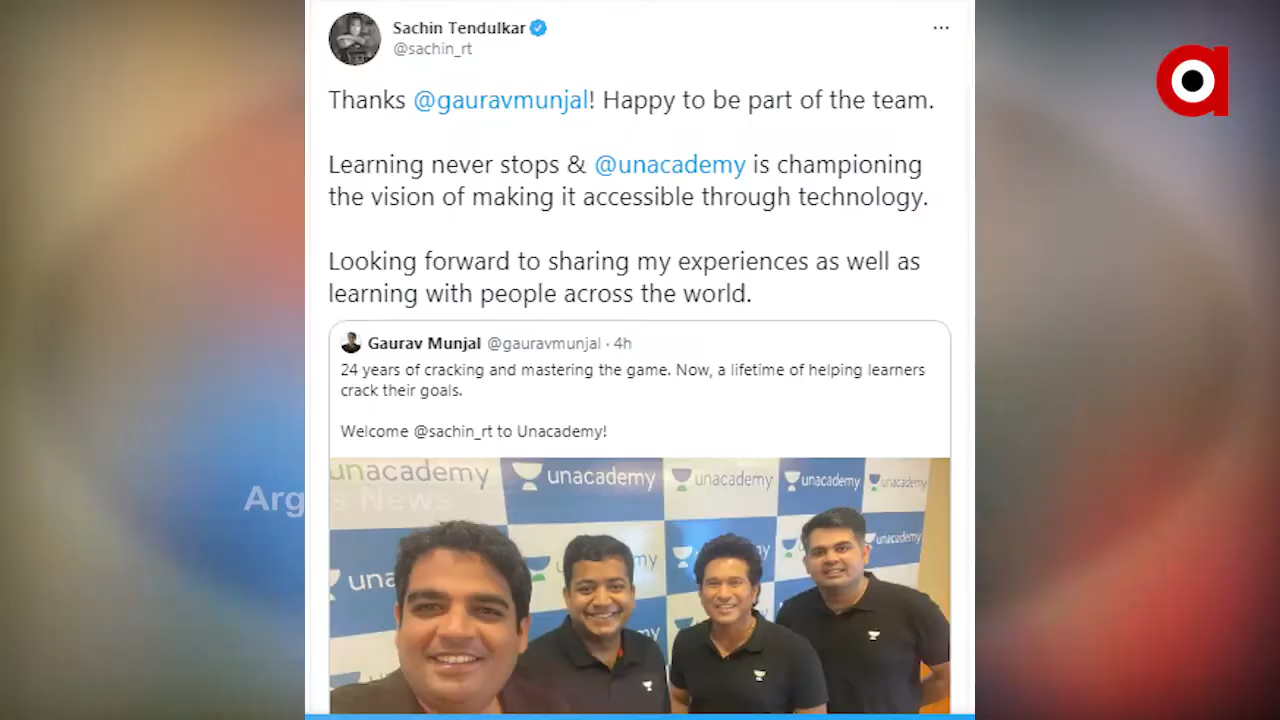 Sachin Tendulkar
@sachin_rt
Thanks @gauravmunjal! Happy to be part of the team.
Learning never stops & @unacademy is championing
the vision of making it accessible through technology.
Looking forward to sharing my experiences as well as
learning with people across the world.
Gaurav Munjal @gauravmunjal · 4h
24 years of cracking and mastering the game. Now, a lifetime of helping learners
crack their goals.
Welcome @sachin_rt to Unacademy!
unacademy unacademy unacademy unacademy unacademy
unacademy
News